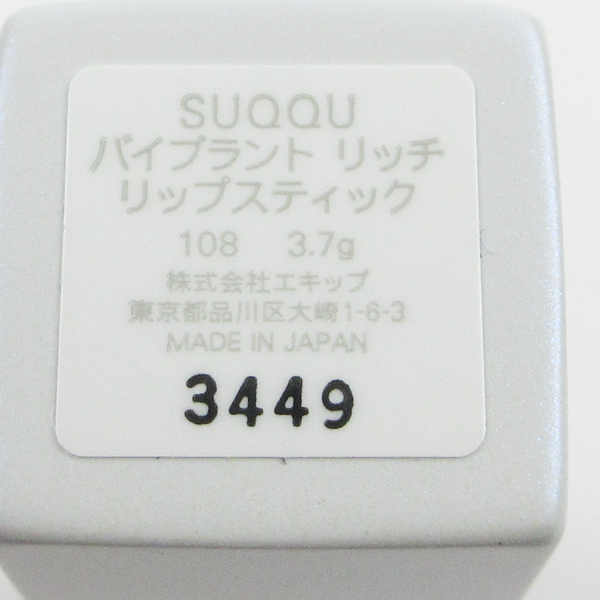 SUQQU
バイブラント リッチ
リップスティック
108 3.7g
株式会社エキップ
東京都品川区大崎1-6-3
MADE IN JAPAN
3449